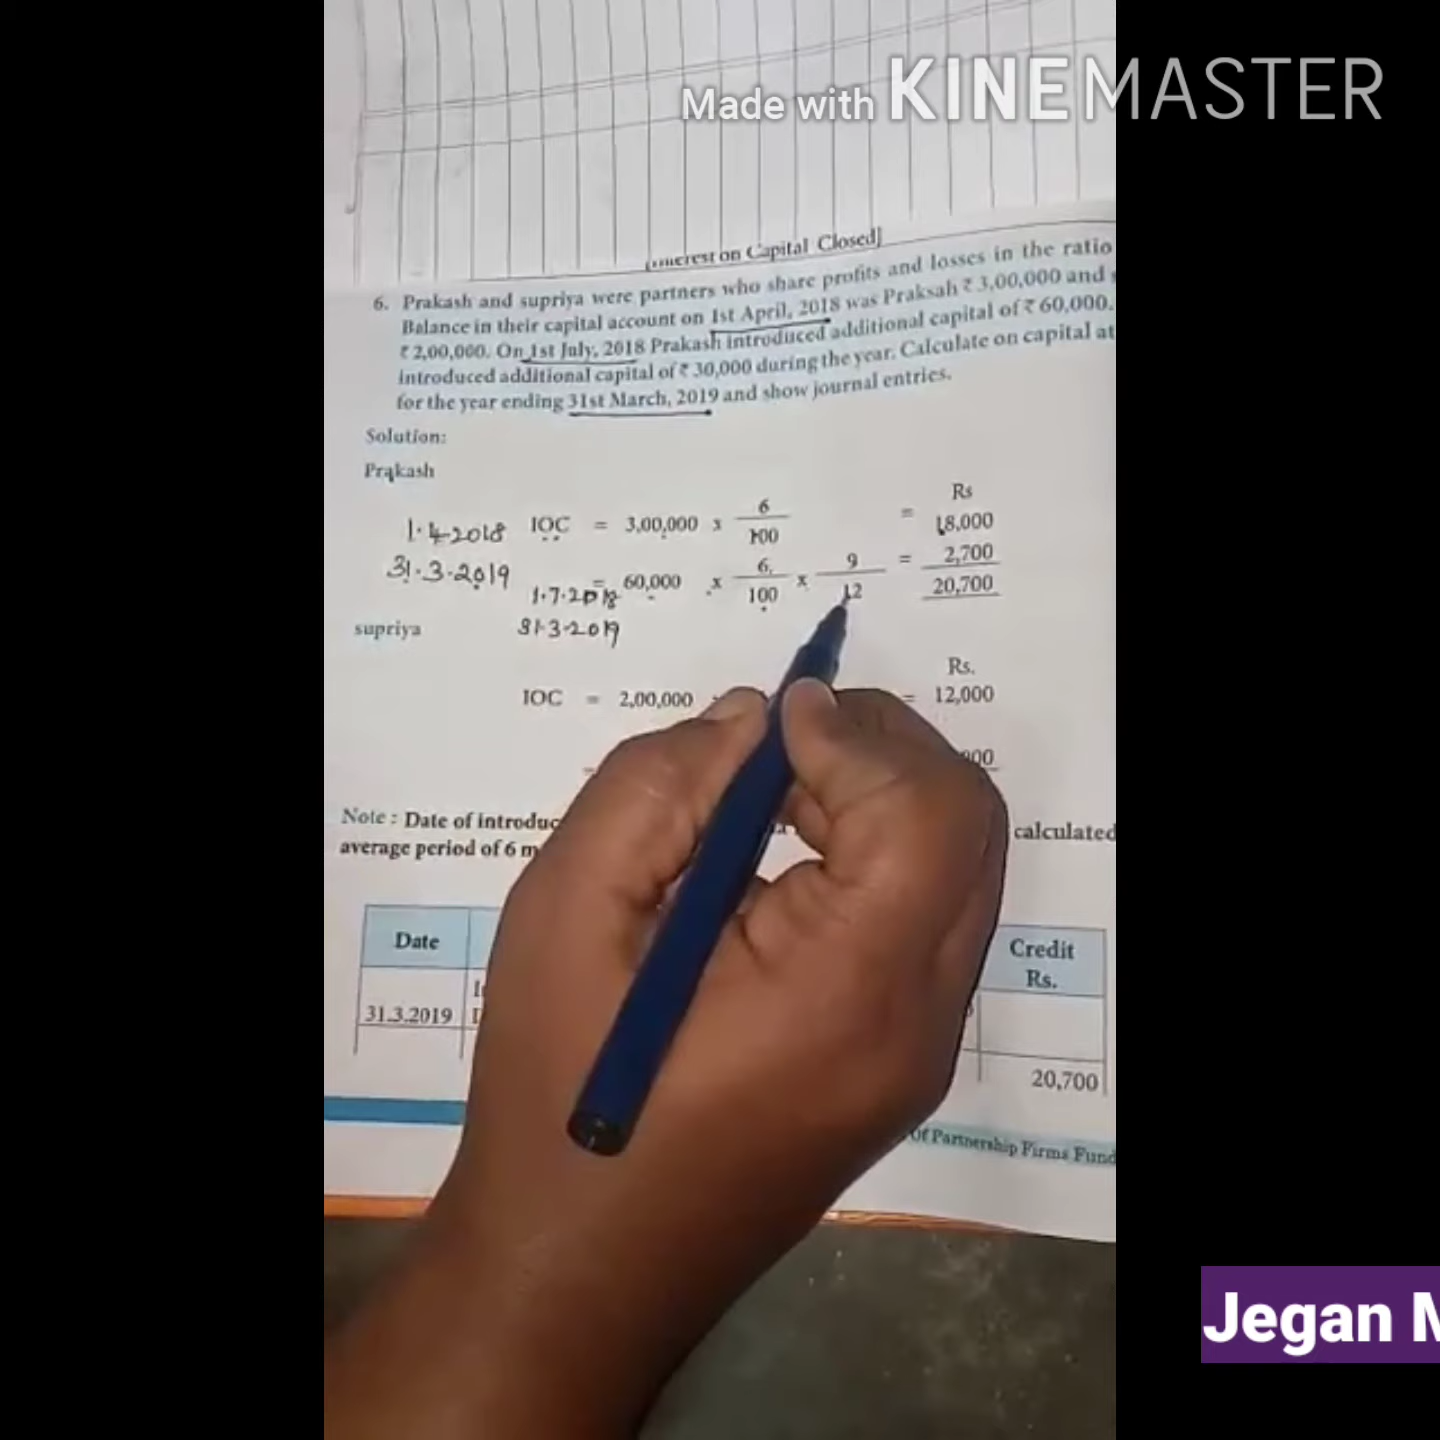 Made with KINEMASTER
Interest on Capital Closed]
6. Prakash and supriya were partners who share profits and losses in the ratio
Balance in their capital account on 1st April, 2018 was Praksah ₹ 3,00,000 and
₹ 2,00,000. On 1st July, 2018 Prakash introduced additional capital of ₹ 60,000.
introduced additional capital of ₹ 30,000 during the year. Calculate on capital at
for the year ending 31st March, 2019 and show journal entries.
Solution:
Prakash
Rs
1.4.2018 IOC = 3,00,000 x 6/100 = 18,000
31.3.2019
1.7.2018 = 60,000 x 6/100 x 9/12 = 2,700
20,700
supriya 31.3.2019
Rs.
IOC = 2,00,000 = 12,000
Note : Date of introduc calculated
average period of 6 m
Date Credit Rs.
31.3.2019
20,700
Of Partnership Firms Fund
Jegan M